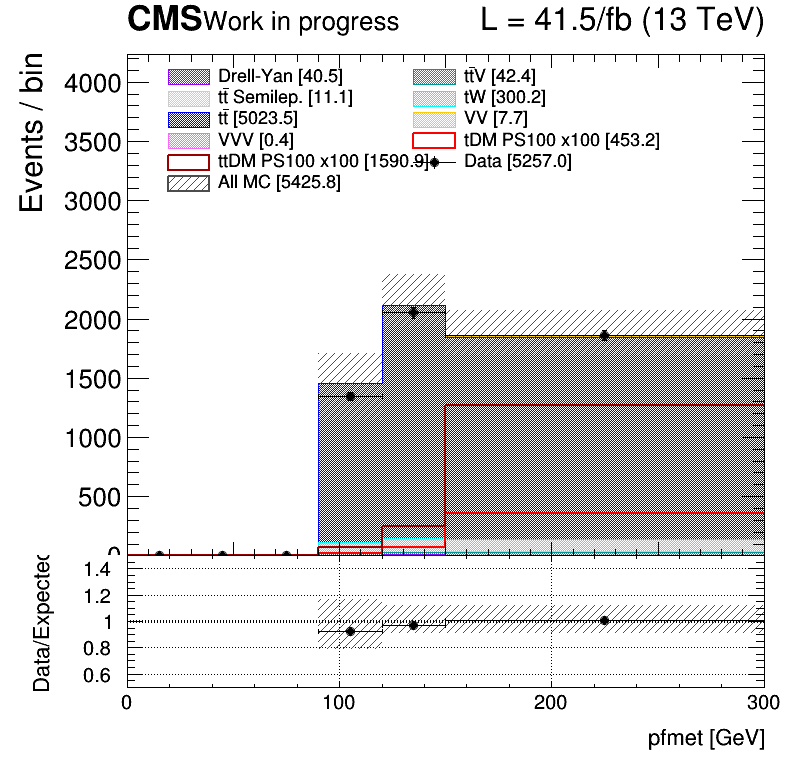 CMS Work in progress L = 41.5/fb (13 TeV)
Events / bin
4000
3500
3000
2500
2000
1500
1000
500
0
Drell-Yan [40.5] tt̄V [42.4]
tt̄ Semilep. [11.1] tW [300.2]
tt̄ [5023.5] VV [7.7]
VVV [0.4] tDM PS100 x100 [453.2]
ttDM PS100 x100 [1590.9] Data [5257.0]
All MC [5425.8]
Data/Expected
1.4
1.2
1
0.8
0.6
0 100 200 300
pfmet [GeV]